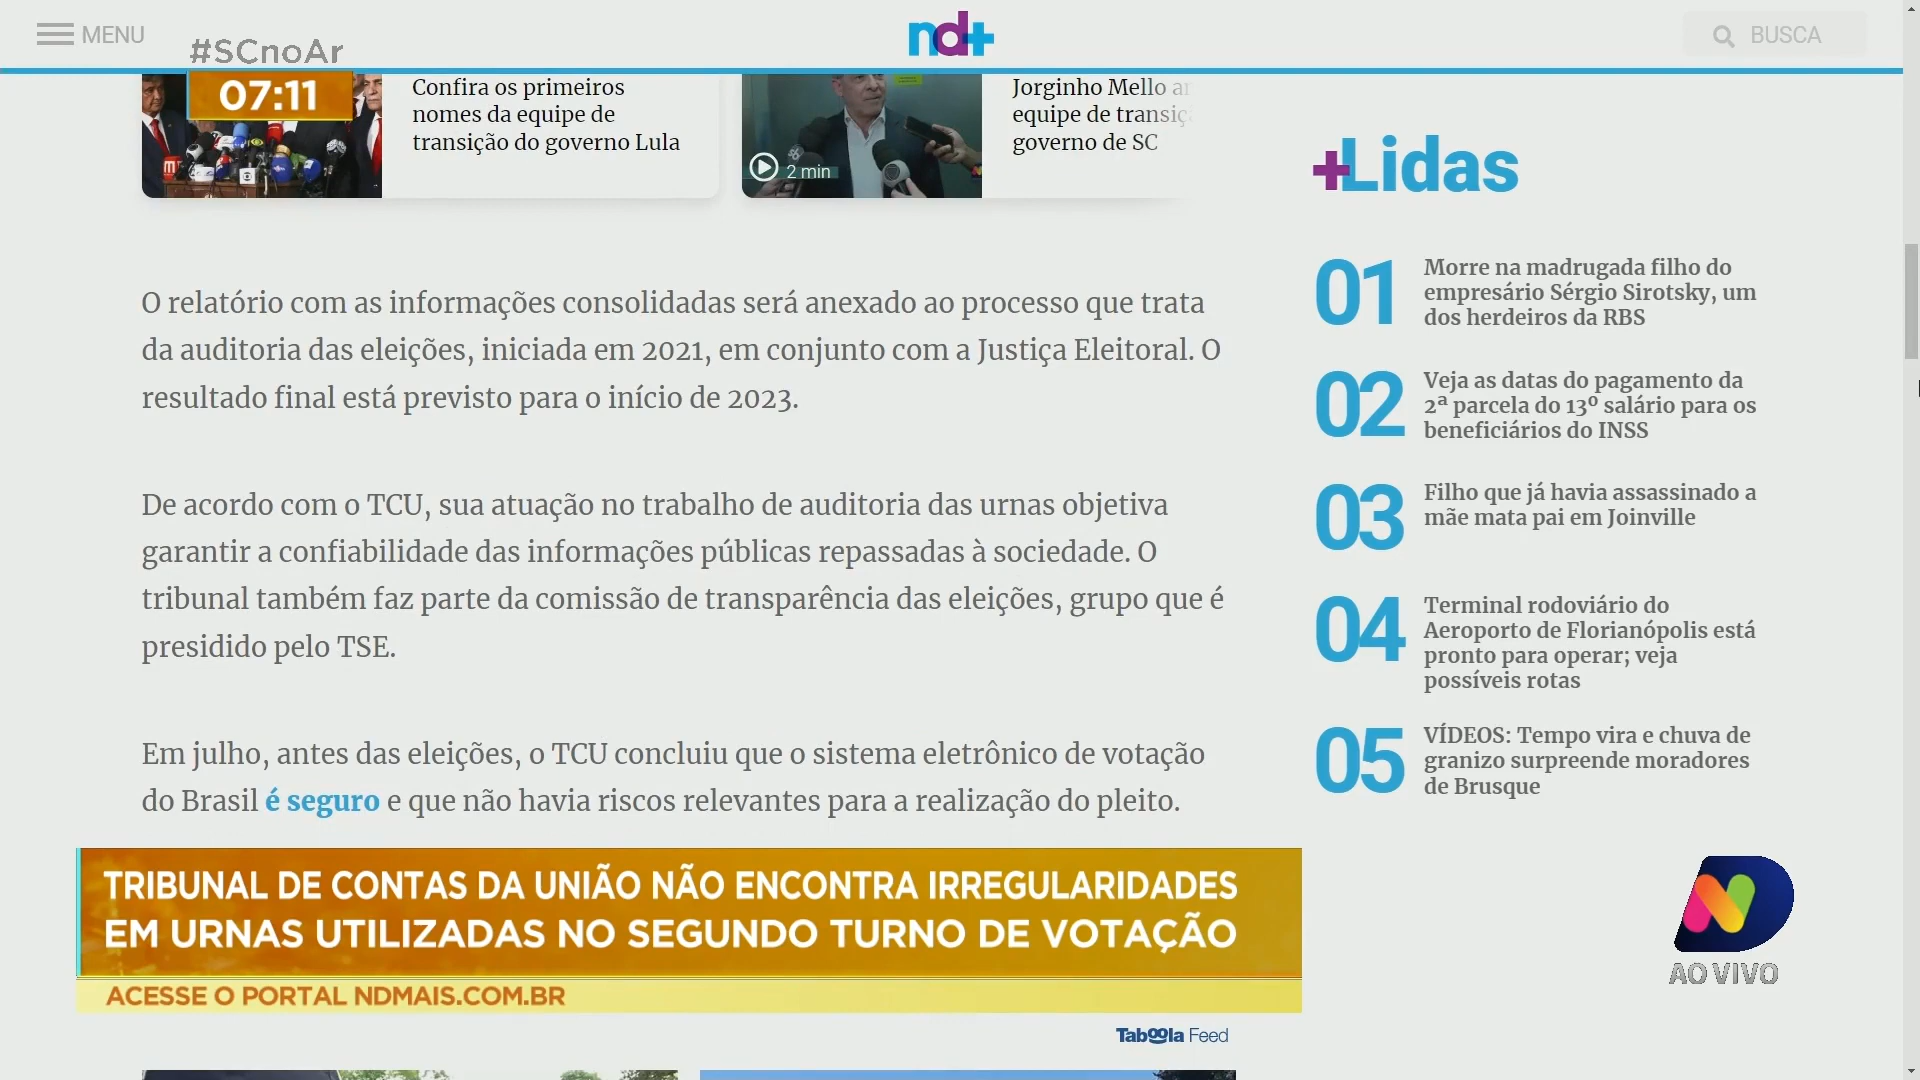 MENU
#SCnoAr
nd+
BUSCA
07:11
Confira os primeiros
nomes da equipe de
transição do governo Lula
2 min
Jorginho Mello
equipe de
governo de SC
+Lidas
01
Morre na madrugada filho do
empresário Sérgio Sirotsky, um
dos herdeiros da RBS
02
Veja as datas do pagamento da
2ª parcela do 13º salário para os
beneficiários do INSS
03
Filho que já havia assassinado a
mãe mata pai em Joinville
04
Terminal rodoviário do
Aeroporto de Florianópolis está
pronto para operar; veja
possíveis rotas
05
VÍDEOS: Tempo vira e chuva de
granizo surpreende moradores
de Brusque
O relatório com as informações consolidadas será anexado ao processo que trata
da auditoria das eleições, iniciada em 2021, em conjunto com a Justiça Eleitoral. O
resultado final está previsto para o início de 2023.
De acordo com o TCU, sua atuação no trabalho de auditoria das urnas objetiva
garantir a confiabilidade das informações públicas repassadas à sociedade. O
tribunal também faz parte da comissão de transparência das eleições, grupo que é
presidido pelo TSE.
Em julho, antes das eleições, o TCU concluiu que o sistema eletrônico de votação
do Brasil é seguro e que não havia riscos relevantes para a realização do pleito.
TRIBUNAL DE CONTAS DA UNIÃO NÃO ENCONTRA IRREGULARIDADES
EM URNAS UTILIZADAS NO SEGUNDO TURNO DE VOTAÇÃO
ACESSE O PORTAL NDMAIS.COM.BR
AO VIVO
Taboola Feed